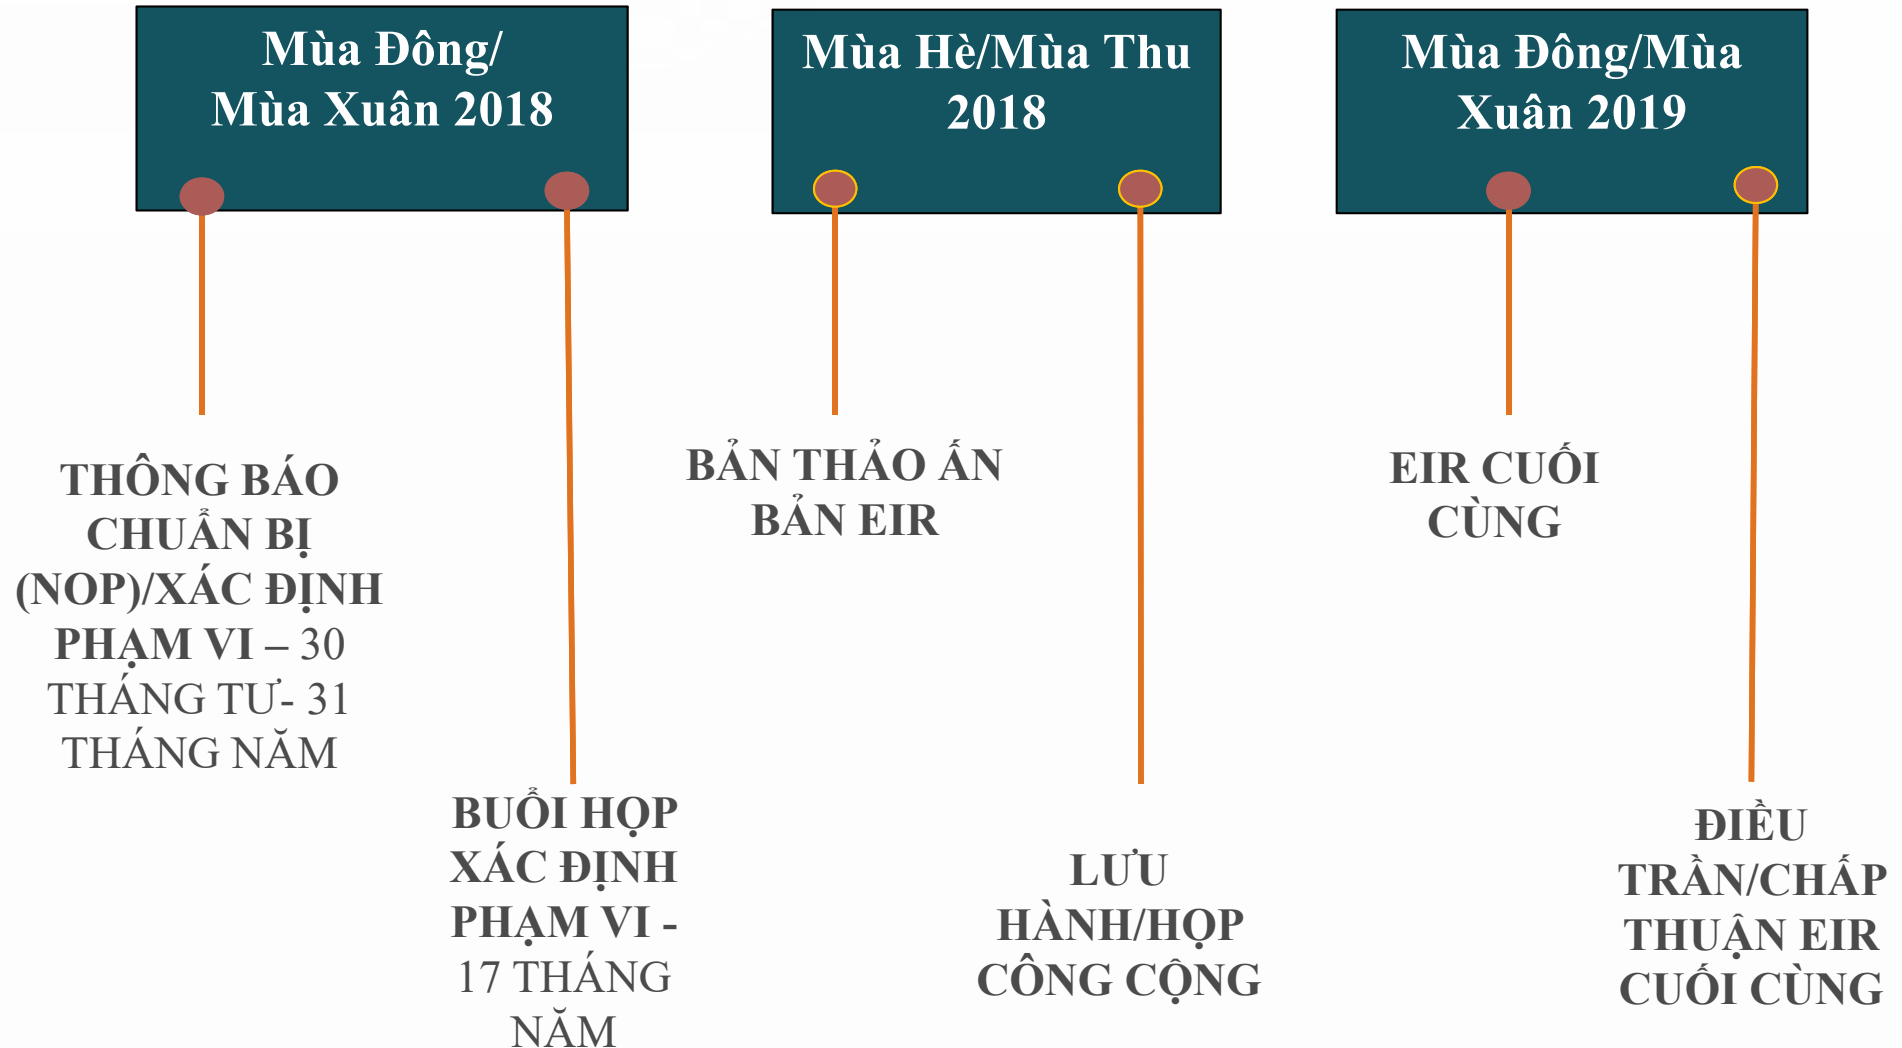 Mùa Đông/
Mùa Xuân 2018
Mùa Hè/Mùa Thu
2018
Mùa Đông/Mùa
Xuân 2019
THÔNG BÁO
CHUẨN BỊ
(NOP)/XÁC ĐỊNH
PHẠM VI – 30
THÁNG TƯ- 31
THÁNG NĂM
BUỔI HỌP
XÁC ĐỊNH
PHẠM VI -
17 THÁNG
NĂM
BẢN THẢO ẤN
BẢN EIR
LƯU
HÀNH/HỌP
CÔNG CỘNG
EIR CUỐI
CÙNG
ĐIỀU
TRẦN/CHẤP
THUẬN EIR
CUỐI CÙNG